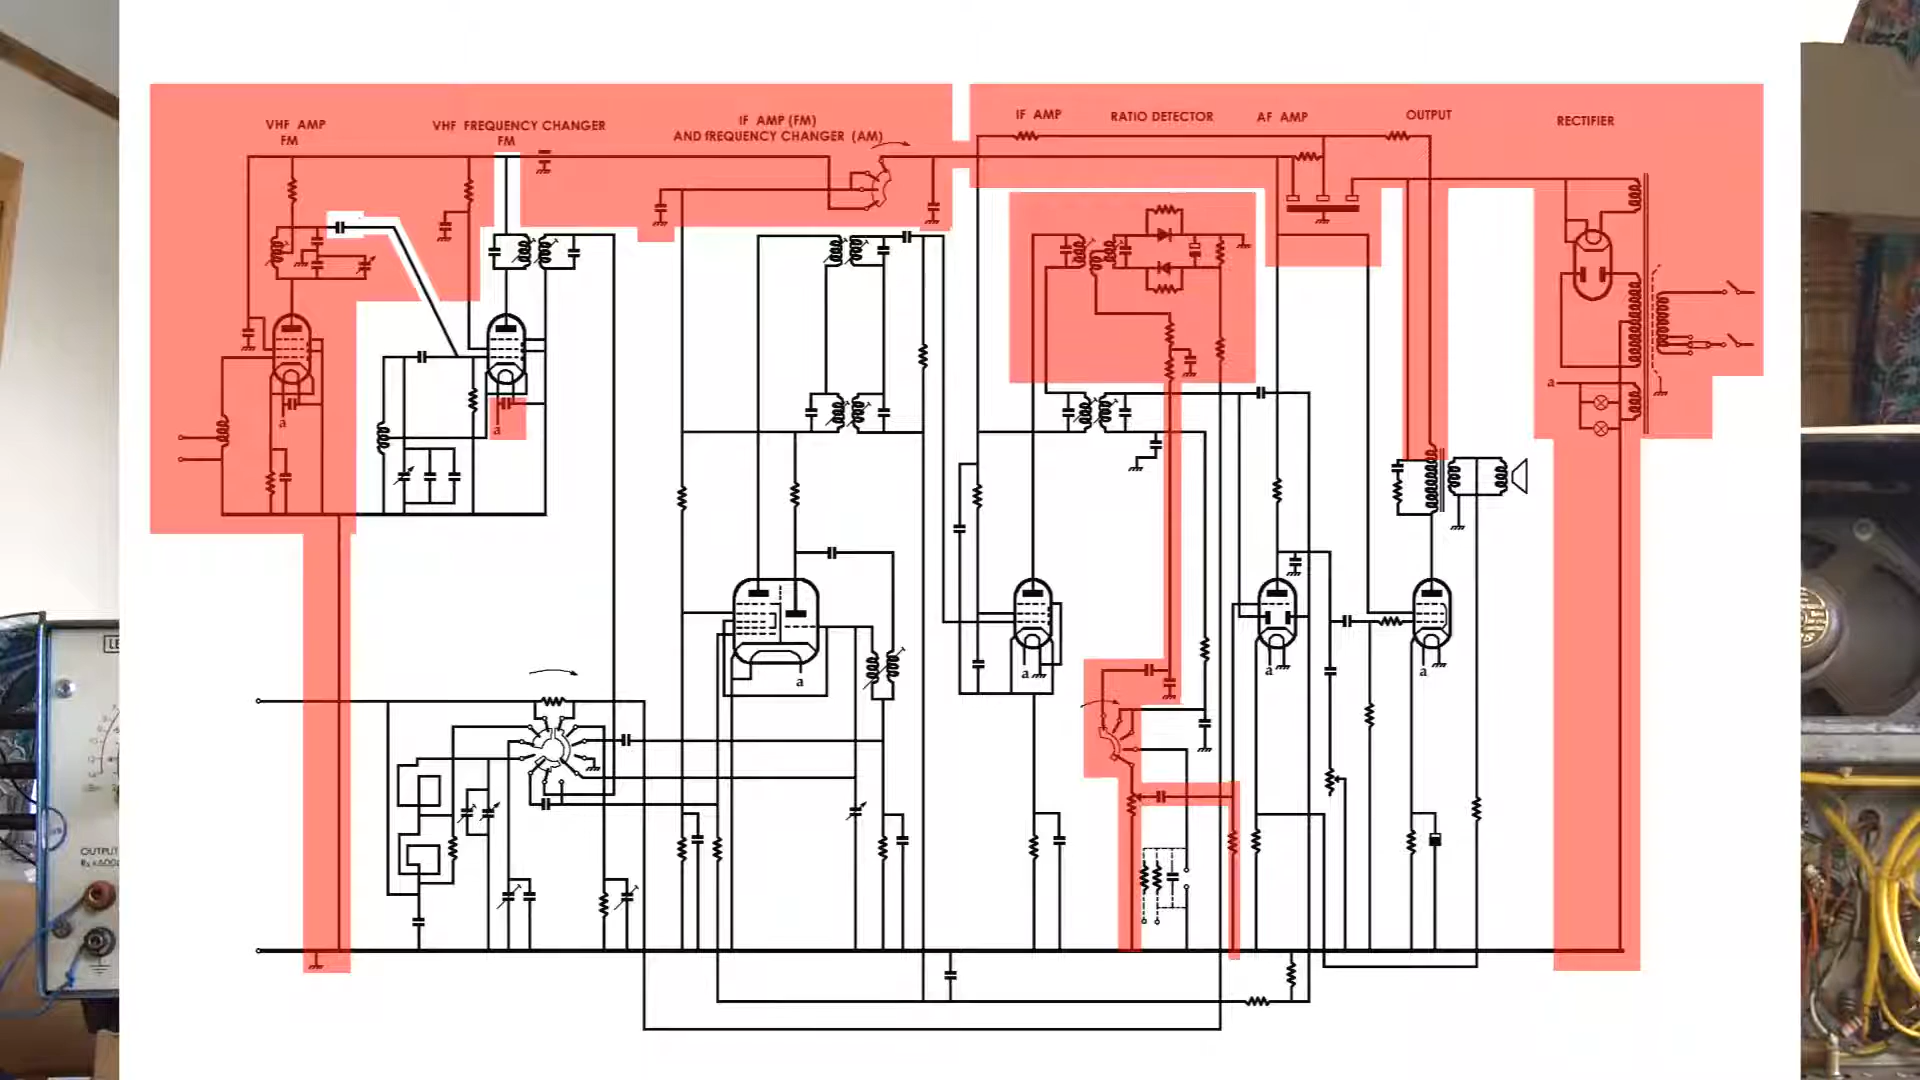 VHF AMP
FM
VHF FREQUENCY CHANGER
FM
IF AMP (FM)
AND fREQUENCY CHANGER (AM)
IF AMP
RATIO DETECTOR
AF AMP
OUTPUT
RECTIFIER
a
a
a
a
a
a
a
LE
OUTPUT